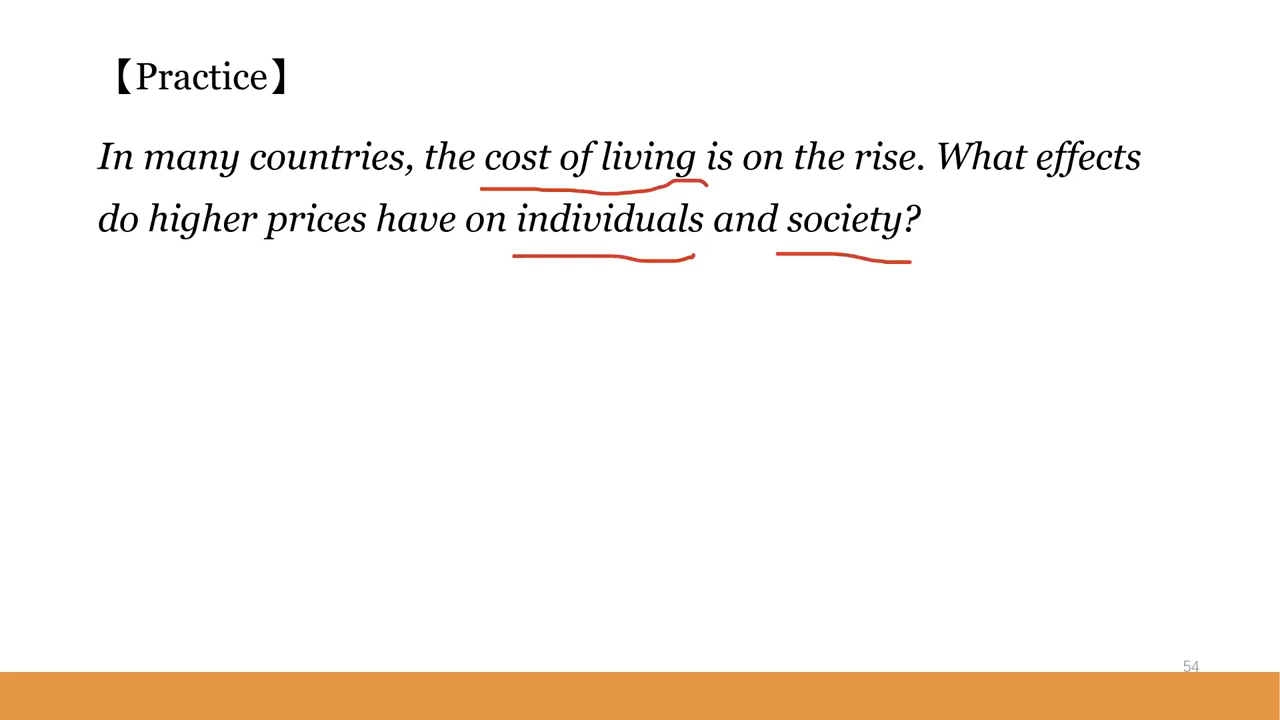 【Practice】
In many countries, the cost of living is on the rise. What effects
do higher prices have on individuals and society?
54